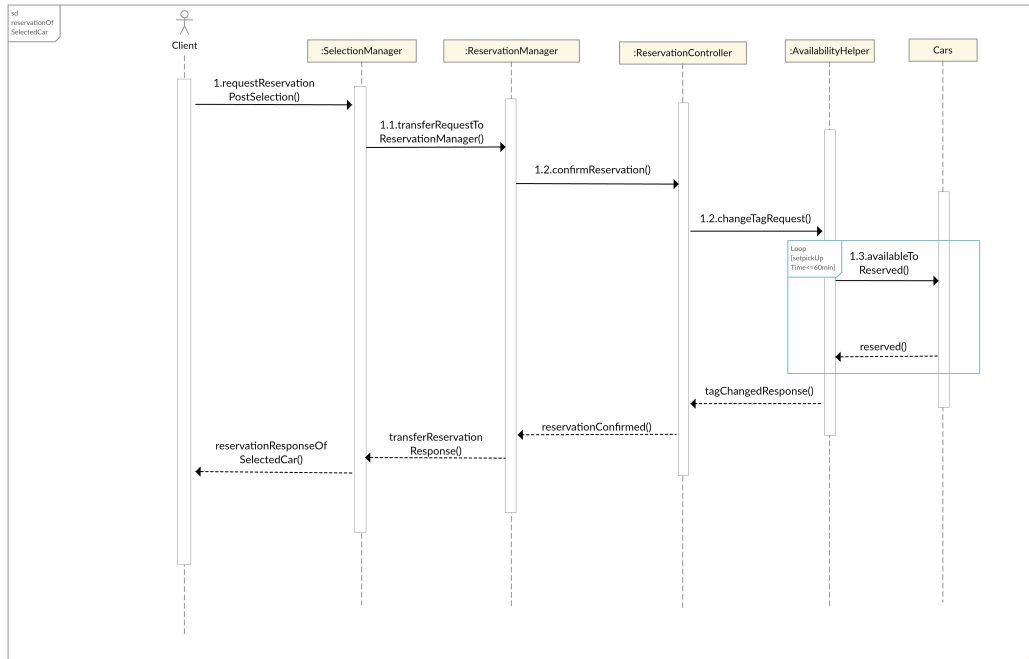 sd
reservationOf
SelectedCar
Client
:SelectionManager
:ReservationManager
:ReservationController
:AvailabilityHelper
Cars
1.requestReservation
PostSelection()
1.1.transferRequestTo
ReservationManager()
1.2.confirmReservation()
1.2.changeTagRequest()
Loop
[setpickUp
Time<=60min]
1.3.availableTo
Reserved()
reserved()
tagChangedResponse()
reservationConfirmed()
transferReservation
Response()
reservationResponseOf
SelectedCar()